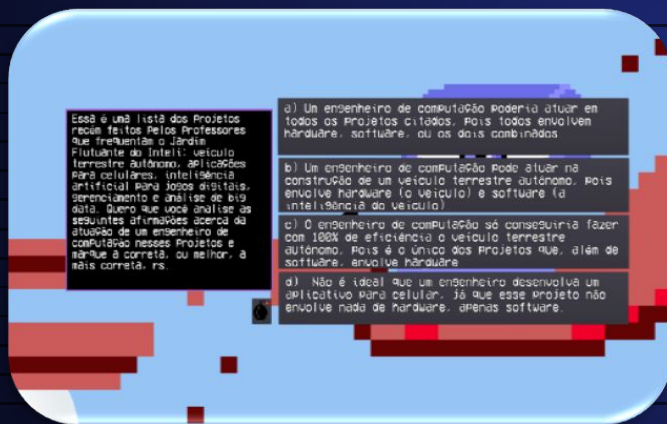 Essa é uma lista dos projetos
recém feitos pelos professores
que frequentam o Jardim
Flutuante do Inteli: veículo
terrestre autônomo, aplicações
para celulares, inteligência
artificial para jogos digitais,
gerenciamento e análise de big
data. Quero que você analise as
seguintes afirmações acerca da
atuação de um engenheiro de
computação nesses projetos e
marque a correta, ou melhor, a
mais correta, rs.
a) Um engenheiro de computação poderia atuar em
todos os projetos citados, pois todos envolvem
hardware, software, ou os dois combinados
b) Um engenheiro de computação pode atuar na
construção de um veículo terrestre autônomo, pois
envolve hardware (o veículo) e software (a
inteligência do veículo)
c) O engenheiro de computação só conseguiria fazer
com 100% de eficiência o veículo terrestre
autônomo, pois é o único dos projetos que, além de
software, envolve hardware
d) Não é ideal que um engenheiro desenvolva um
aplicativo para celular, já que esse projeto não
envolve nada de hardware, apenas software.